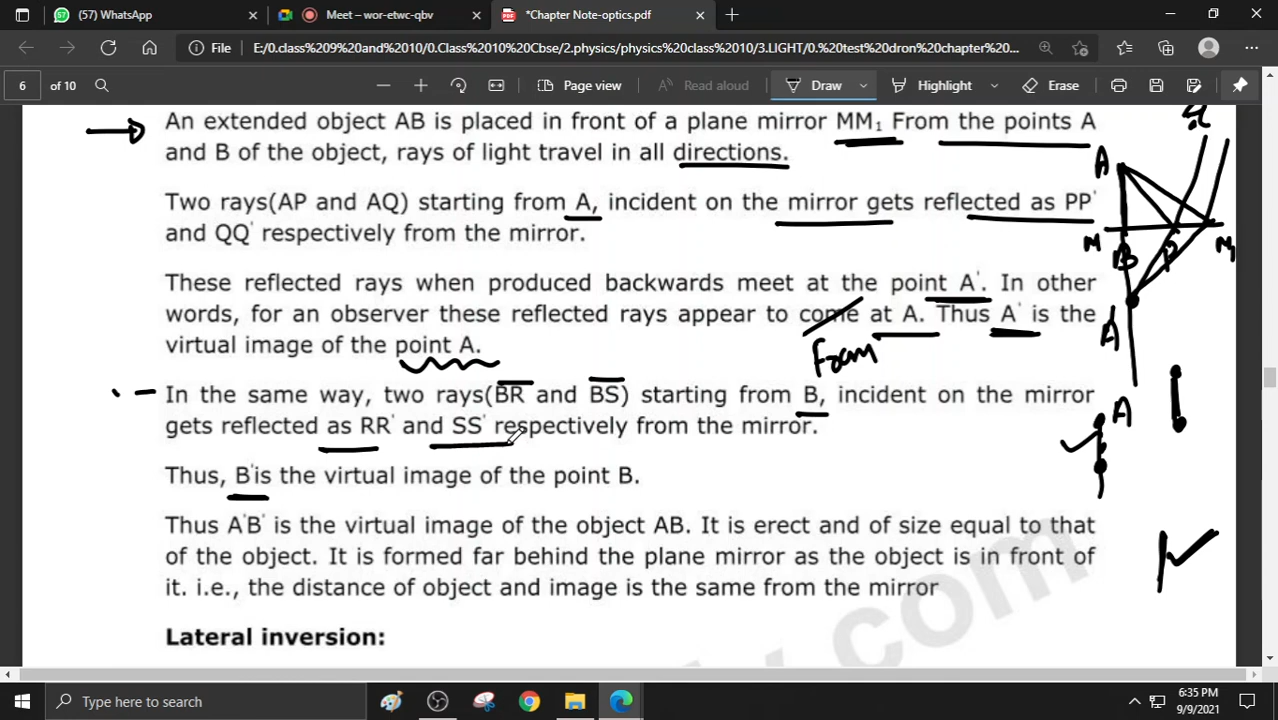 (57) WhatsApp
Meet – wor-etwc-qbv
*Chapter Note-optics.pdf
File
E:/0.class%209%20and%2010/0.Class%2010%20Cbse/2.physics/physics%20class%2010/3.LIGHT/0.%20test%20dron%20chapter%20...
6 of 10
Page view
Read aloud
Draw
Highlight
Erase
An extended object AB is placed in front of a plane mirror MM₁ From the points A
and B of the object, rays of light travel in all directions.
Two rays(AP and AQ) starting from A, incident on the mirror gets reflected as PP'
and QQ' respectively from the mirror.
These reflected rays when produced backwards meet at the point A'. In other
words, for an observer these reflected rays appear to come at A. Thus A' is the
From
virtual image of the point A.
In the same way, two rays(BR and BS) starting from B, incident on the mirror
gets reflected as RR' and SS' respectively from the mirror.
Thus, B'is the virtual image of the point B.
Thus A'B' is the virtual image of the object AB. It is erect and of size equal to that
of the object. It is formed far behind the plane mirror as the object is in front of
it. i.e., the distance of object and image is the same from the mirror
Lateral inversion:
A
M
B
P
M₁
A'
A
Type here to search
6:35 PM
9/9/2021